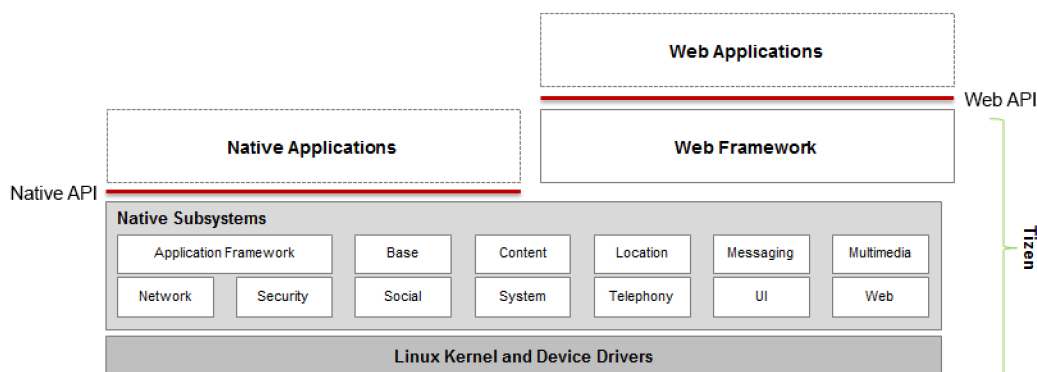 Web Applications
Web API
Native Applications
Web Framework
Native API
Native Subsystems
Application Framework
Base
Content
Location
Messaging
Multimedia
Network
Security
Social
System
Telephony
UI
Web
Tizen
Linux Kernel and Device Drivers